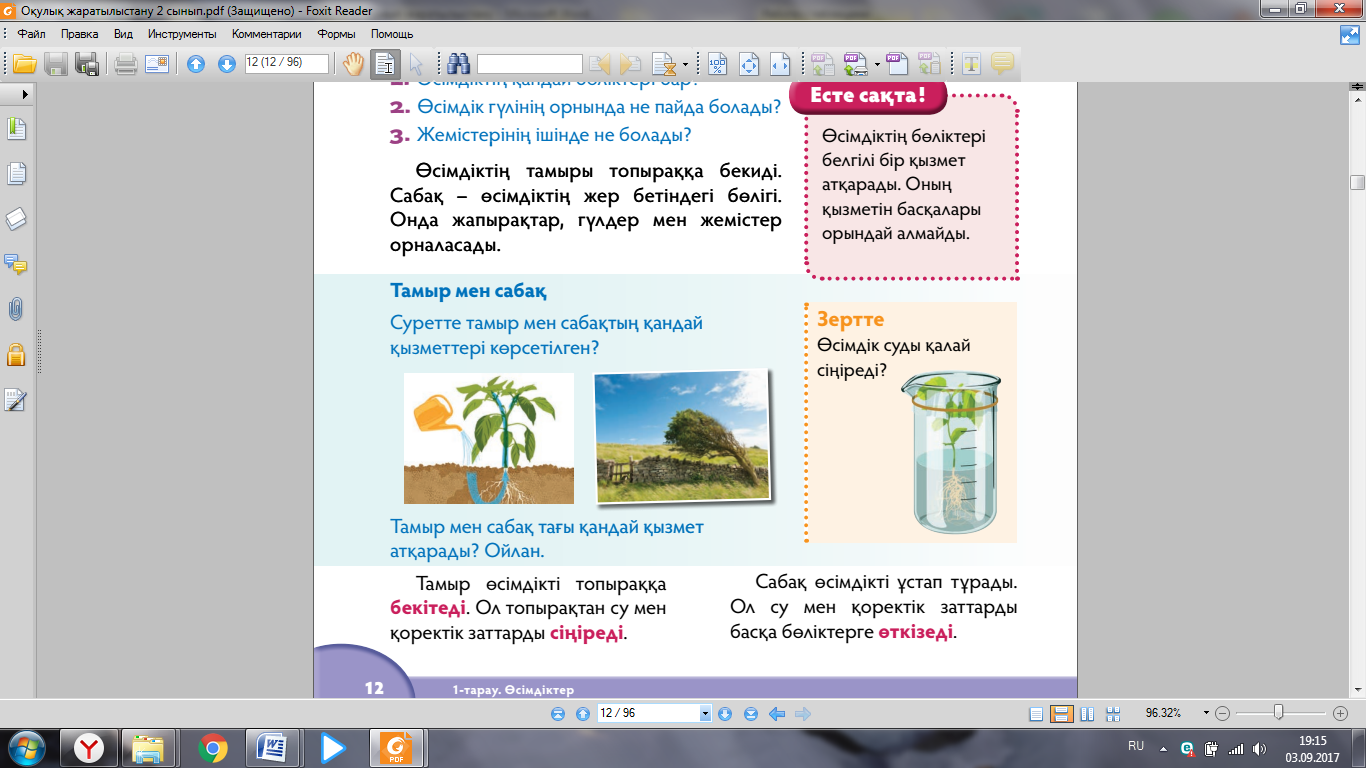 Оқулық жаратылыстану 2 сынып.pdf (Защищено) - Foxit Reader
Файл Правка Вид Инструменты Комментарии Формы Помощь
12 (12 / 96)
1. Өсімдіктің қандай бөліктері бар?
2. Өсімдік гүлінің орнында не пайда болады?
3. Жемістерінің ішінде не болады?
Өсімдіктің тамыры топыраққа бекиді.
Сабақ – өсімдіктің жер бетіндегі бөлігі.
Онда жапырақтар, гүлдер мен жемістер
орналасады.
Есте сақта!
Өсімдіктің бөліктері
белгілі бір қызмет
атқарады. Оның
қызметін басқалары
орындай алмайды.
Тамыр мен сабақ
Суретте тамыр мен сабақтың қандай
қызметтері көрсетілген?
Зертте
Өсімдік суды қалай
сіңіреді?
Тамыр мен сабақ тағы қандай қызмет
атқарады? Ойлан.
Тамыр өсімдікті топыраққа
бекітеді. Ол топырақтан су мен
қоректік заттарды сіңіреді.
Сабақ өсімдікті ұстап тұрады.
Ол су мен қоректік заттарды
басқа бөліктерге өткізеді.
12 1-тарау. Өсімдіктер
12 / 96
96.32%
RU
19:15
03.09.2017